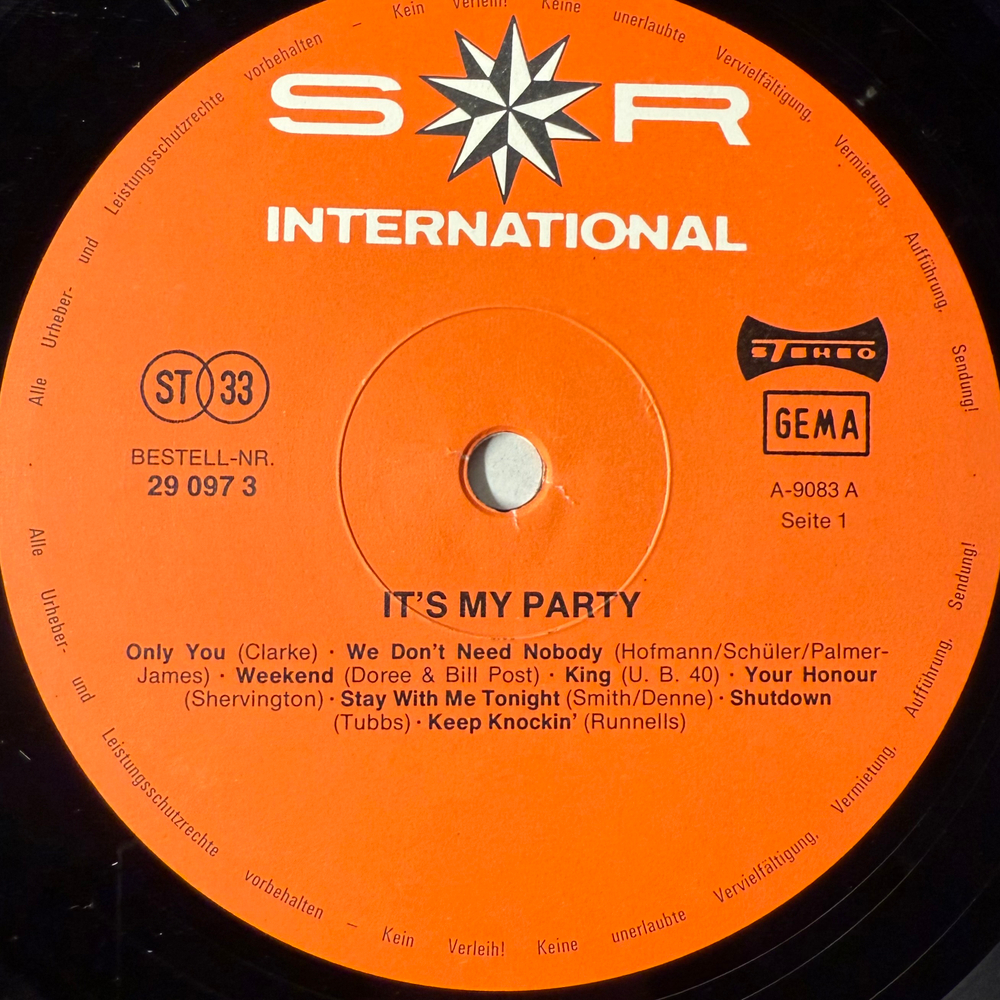 Alle Urheber- und Leistungsschutzrechte vorbehalten – Kein Verleih! Keine unerlaubte Vervielfältigung, Vermietung, Aufführung, Sendung!
S R
INTERNATIONAL
ST 33
STEREO
GEMA
BESTELL-NR.
29 097 3
A-9083 A
Seite 1
IT'S MY PARTY
Only You (Clarke) · We Don't Need Nobody (Hofmann/Schüler/Palmer-
James) · Weekend (Doree & Bill Post) · King (U. B. 40) · Your Honour
(Shervington) · Stay With Me Tonight (Smith/Denne) · Shutdown
(Tubbs) · Keep Knockin' (Runnells)
Alle Urheber- und Leistungsschutzrechte vorbehalten – Kein Verleih! Keine unerlaubte Vervielfältigung, Vermietung, Aufführung, Sendung!